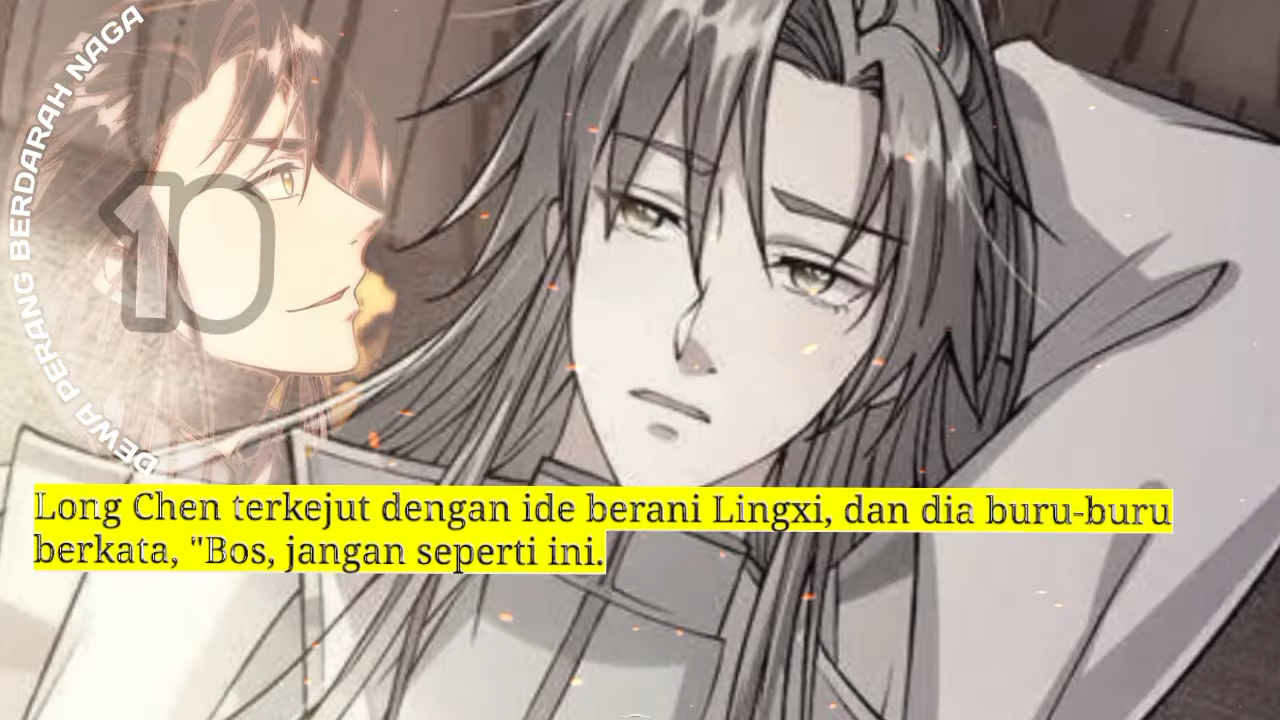 DEWA PERANG BERDARAH NAGA
10
Long Chen terkejut dengan ide berani Lingxi, dan dia buru-buru
berkata, "Bos, jangan seperti ini.